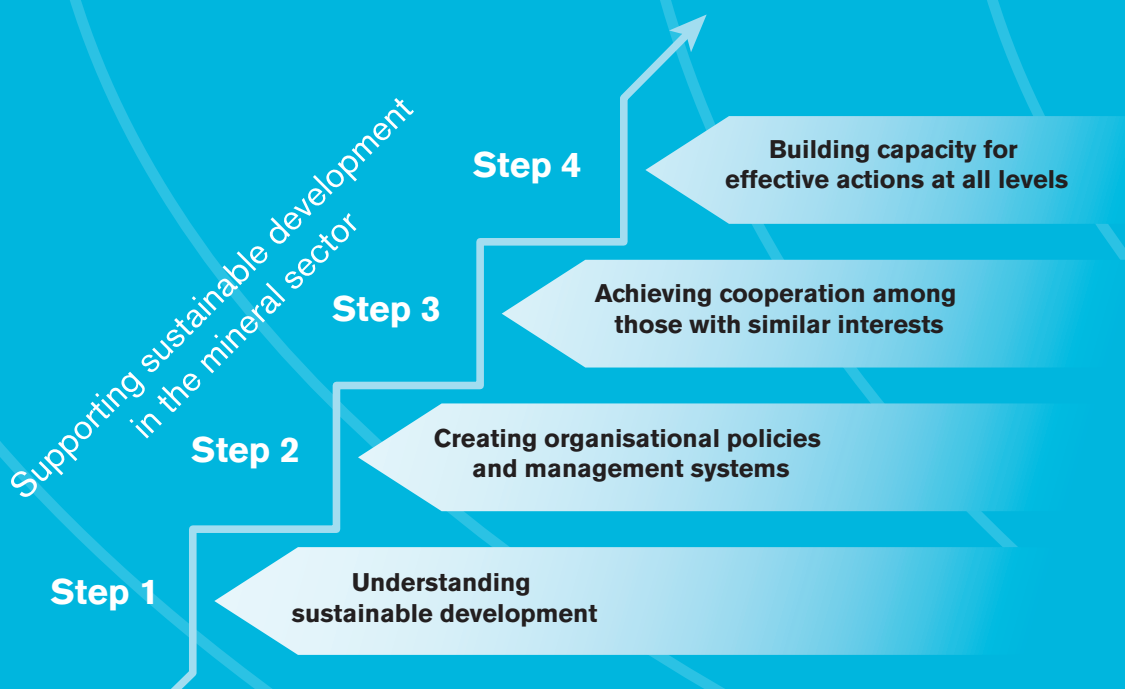 Supporting sustainable development
in the mineral sector
Step 4
Building capacity for
effective actions at all levels
Step 3
Achieving cooperation among
those with similar interests
Step 2
Creating organisational policies
and management systems
Step 1
Understanding
sustainable development